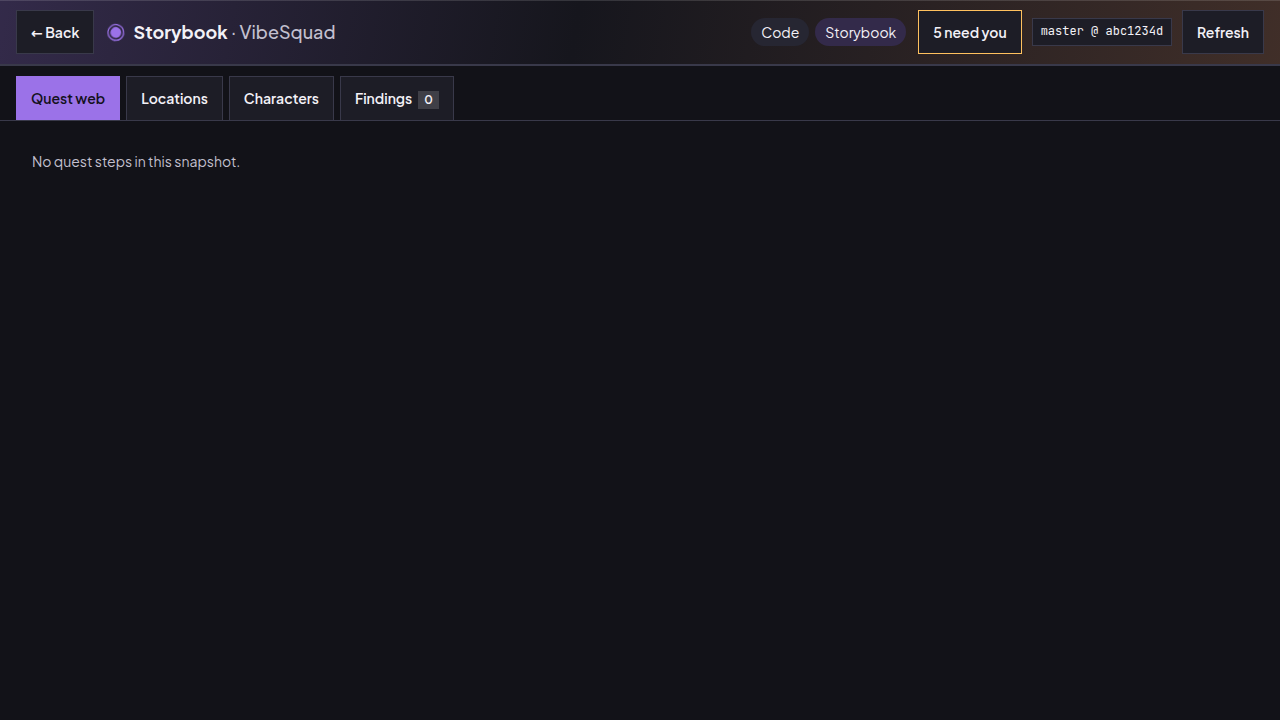 ← Back
Storybook · VibeSquad
Code
Storybook
5 need you
master @ abc1234d
Refresh
Quest web
Locations
Characters
Findings 0
No quest steps in this snapshot.